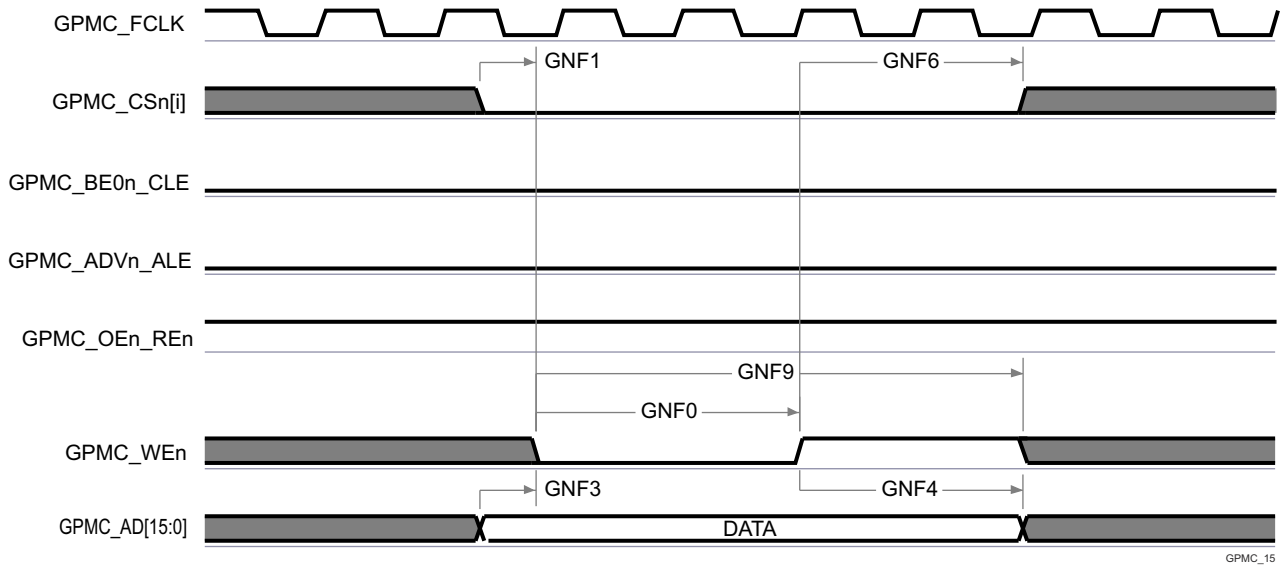 GPMC_FCLK
GNF1
GNF6
GPMC_CSn[i]
GPMC_BE0n_CLE
GPMC_ADVn_ALE
GPMC_OEn_REn
GNF9
GNF0
GPMC_WEn
GNF3
GNF4
GPMC_AD[15:0]
DATA
GPMC_15